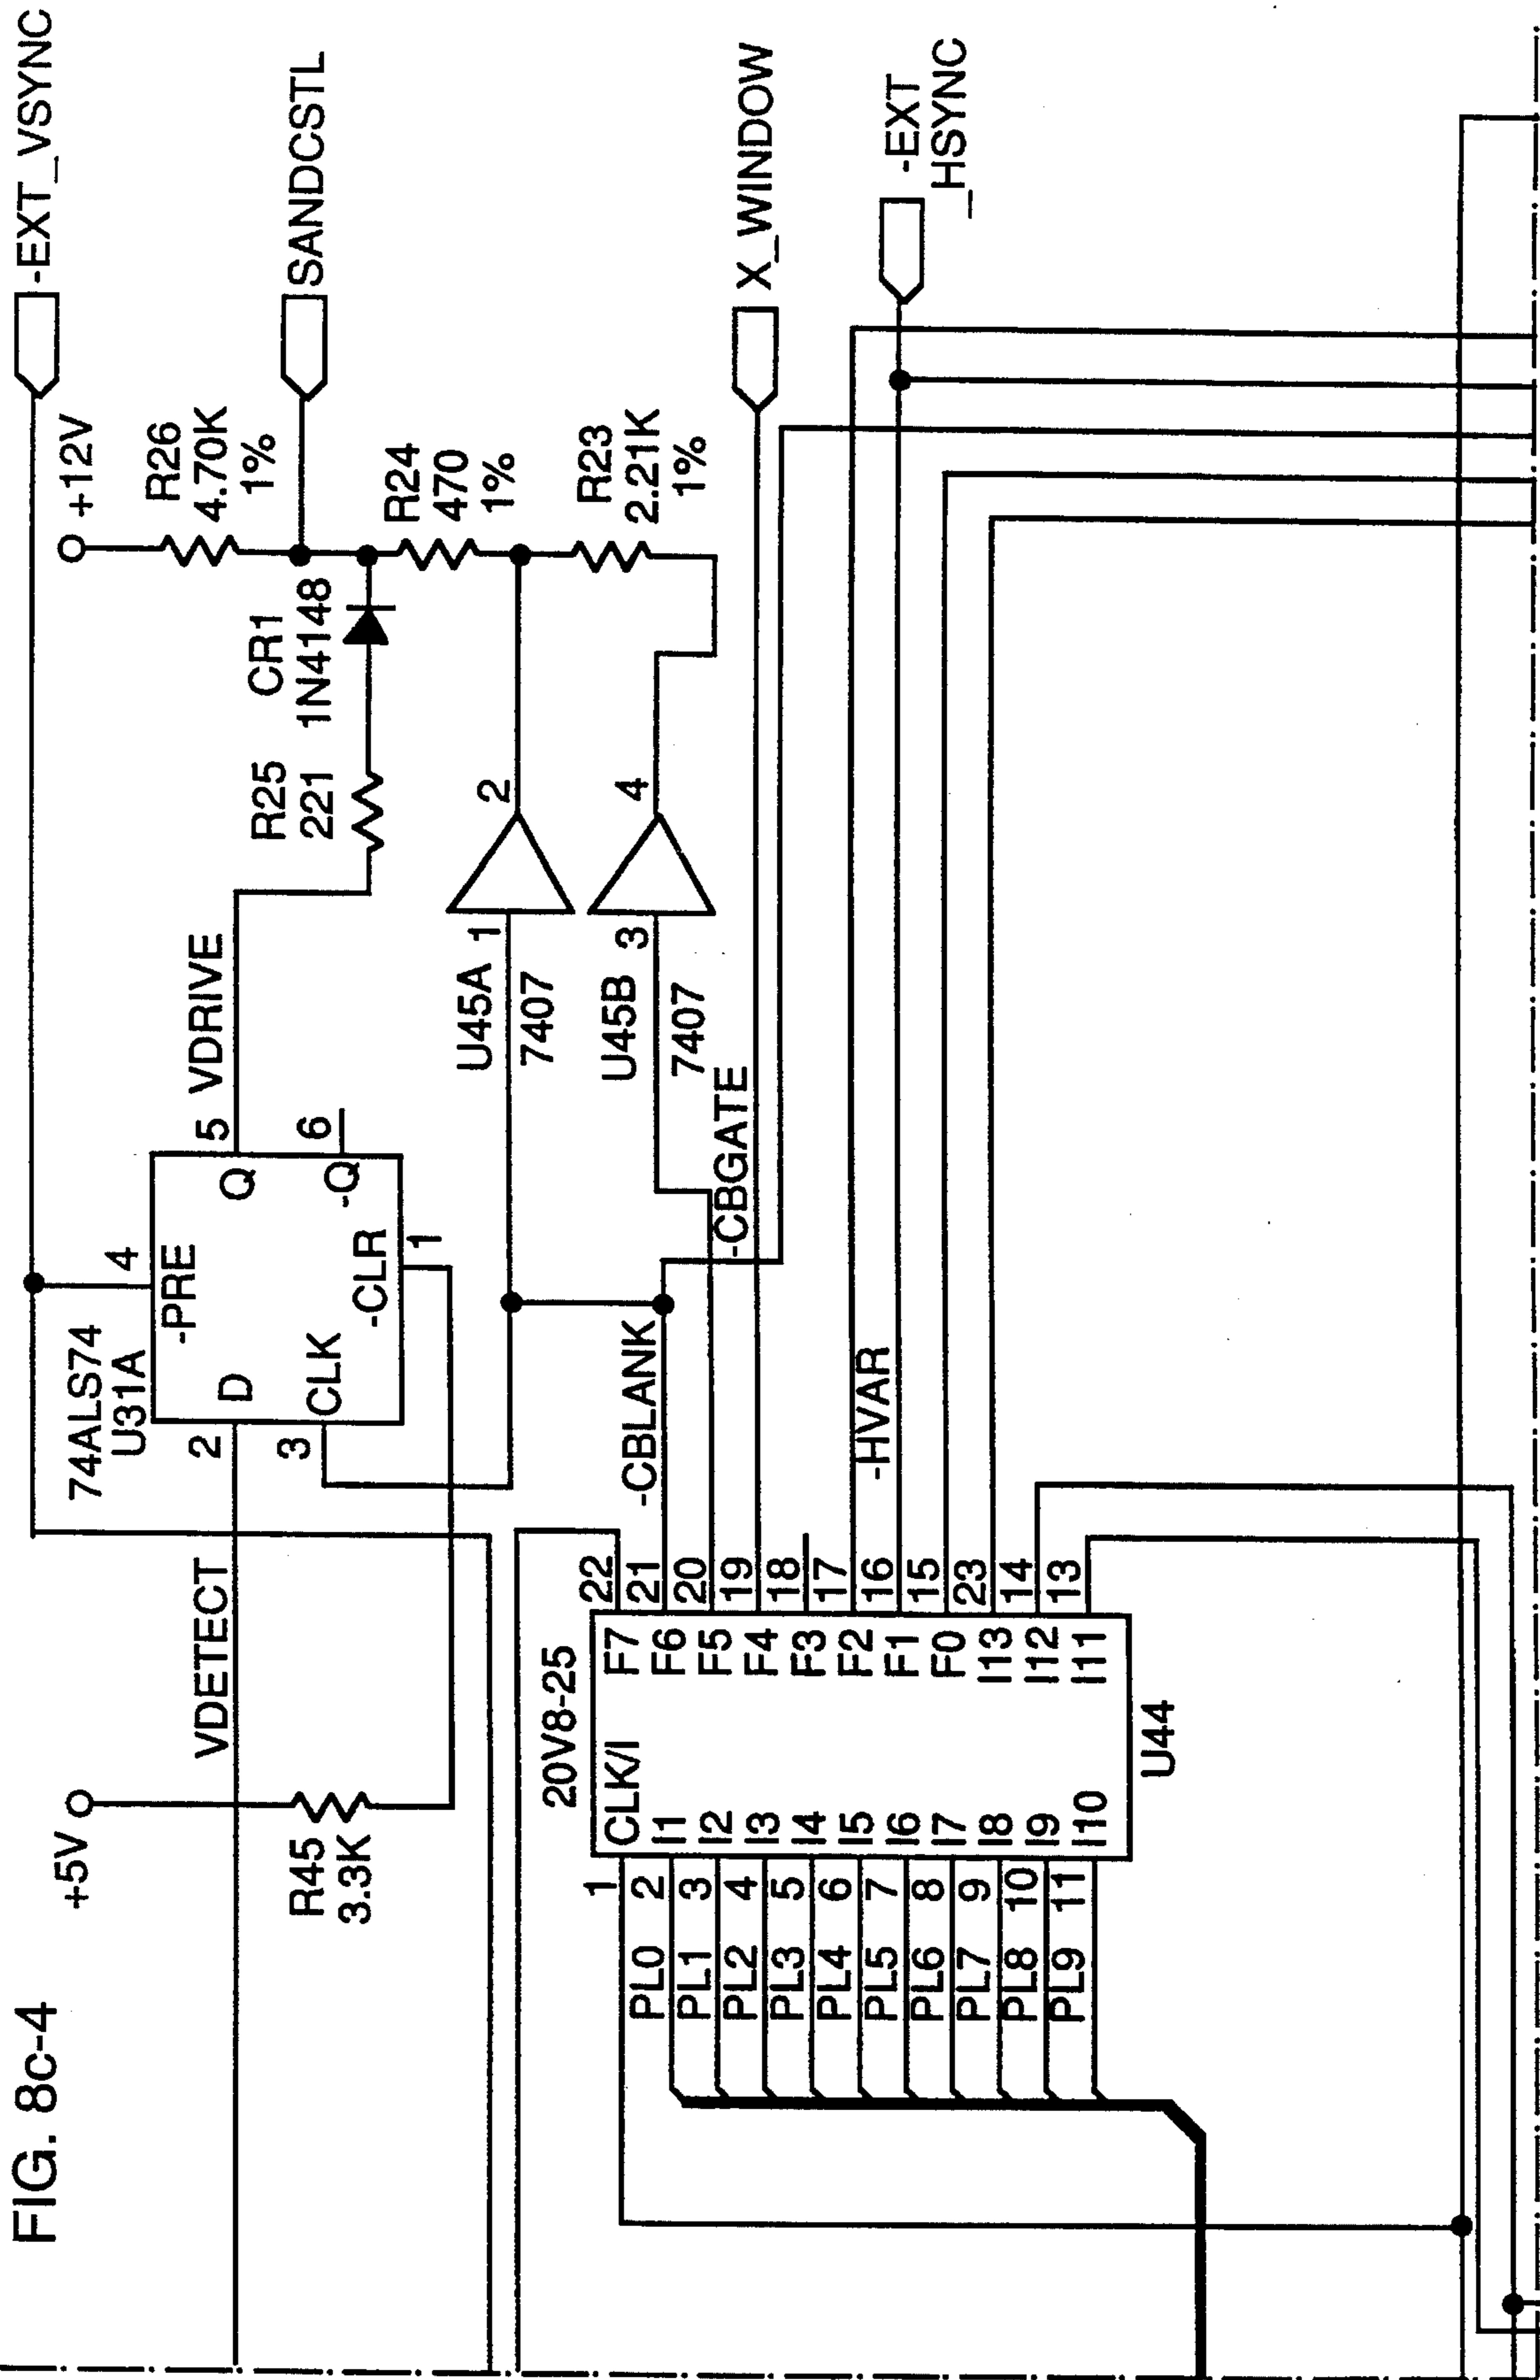 FIG. 8c-4
-EXT_VSYNC
+12V
R26
4.70K
1%
SANDCSTL
R24
470
1%
R23
2.21K
1%
CR1
1N4148
R25
221
VDRIVE
74ALS74
U31A
-PRE
4
D
2
CLK
3
-CLR
1
Q
5
-Q
6
VDETECT
+5V
R45
3.3K
U45A
7407
1
2
U45B
7407
3
4
-CBLANK
-CBGATE
X_WINDOW
-HVAR
-EXT
_HSYNC
20V8-25
CLK/I
F7
I1
F6
I2
F5
I3
F4
I4
F3
I5
F2
I6
F1
I7
F0
I8
I13
I9
I12
I10
I11
U44
1
PL0 2
PL1 3
PL2 4
PL3 5
PL4 6
PL5 7
PL6 8
PL7 9
PL8 10
PL9 11
22
21
20
19
18
17
16
15
23
14
13